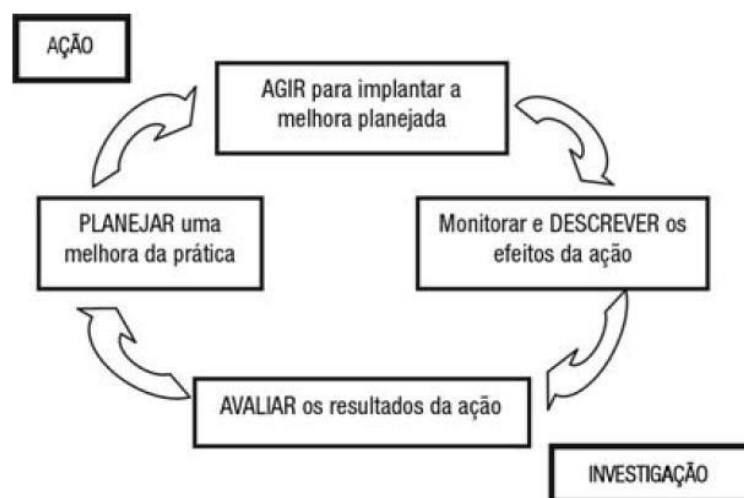 AÇÃO
AGIR para implantar a
melhora planejada
PLANEJAR uma
melhora da prática
Monitorar e DESCREVER os
efeitos da ação
AVALIAR os resultados da ação
INVESTIGAÇÃO